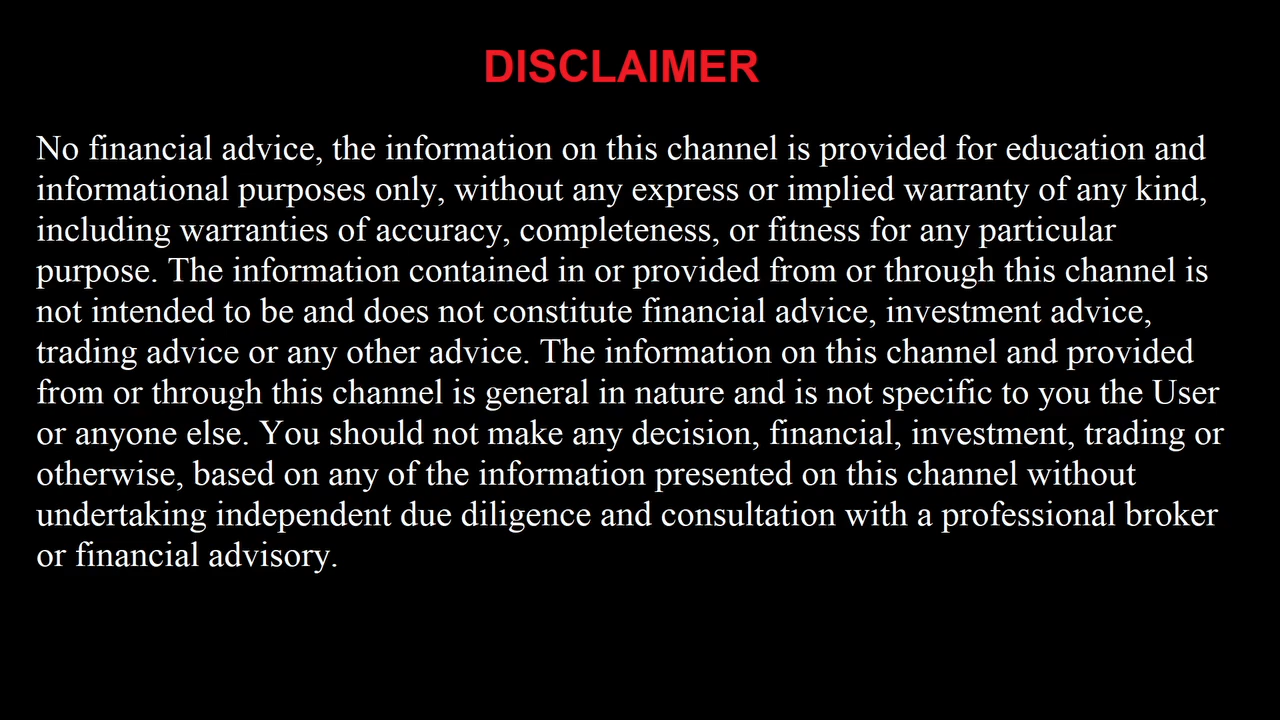 DISCLAIMER
No financial advice, the information on this channel is provided for education and
informational purposes only, without any express or implied warranty of any kind,
including warranties of accuracy, completeness, or fitness for any particular
purpose. The information contained in or provided from or through this channel is
not intended to be and does not constitute financial advice, investment advice,
trading advice or any other advice. The information on this channel and provided
from or through this channel is general in nature and is not specific to you the User
or anyone else. You should not make any decision, financial, investment, trading or
otherwise, based on any of the information presented on this channel without
undertaking independent due diligence and consultation with a professional broker
or financial advisory.